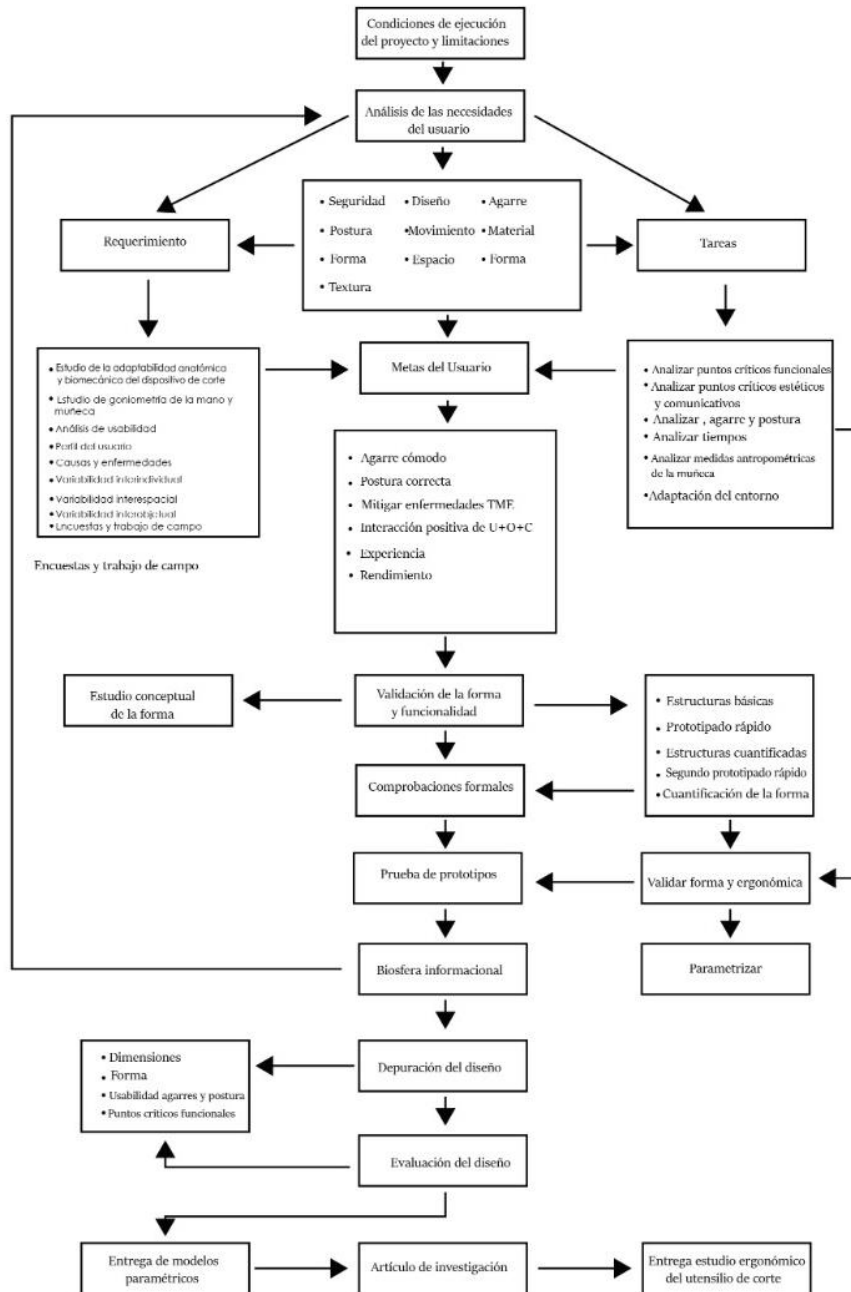 Condiciones de ejecución
del proyecto y limitaciones
Análisis de las necesidades
del usuario
Requerimiento
• Seguridad • Diseño • Agarre
• Postura •Movimiento • Material
• Forma • Espacio • Forma
• Textura
Tareas
• Estudio de la adaptabilidad anatómica
y biomecánica del dispositivo de corte
• Estudio de goniometría de la mano y
muñeca
• Análisis de usabilidad
• Perfil del usuario
• Causas y enfermedades
• Variabilidad interindividual
• Variabilidad interespacial
• Variabilidad interobjetual
• Encuestas y trabajo de campo
Encuestas y trabajo de campo
Metas del Usuario
• Analizar puntos críticos funcionales
• Analizar puntos críticos estéticos
y comunicativos
• Analizar , agarre y postura
• Analizar tiempos
• Analizar medidas antropométricas
de la muñeca
•Adaptación del entorno
• Agarre cómodo
• Postura correcta
• Mitigar enfermedades TME
• Interacción positiva de U+O+C
• Experiencia
• Rendimiento
Estudio conceptual
de la forma
Validación de la forma
y funcionalidad
• Estructuras básicas
• Prototipado rápido
• Estructuras cuantificadas
• Segundo prototipado rápido
• Cuantificación de la forma
Comprobaciones formales
Prueba de prototipos
Validar forma y ergonómica
Biosfera informacional
Parametrizar
• Dimensiones
• Forma
• Usabilidad agarres y postura
• Puntos críticos funcionales
Depuración del diseño
Evaluación del diseño
Entrega de modelos
paramétricos
Artículo de investigación
Entrega estudio ergonómico
del utensilio de corte